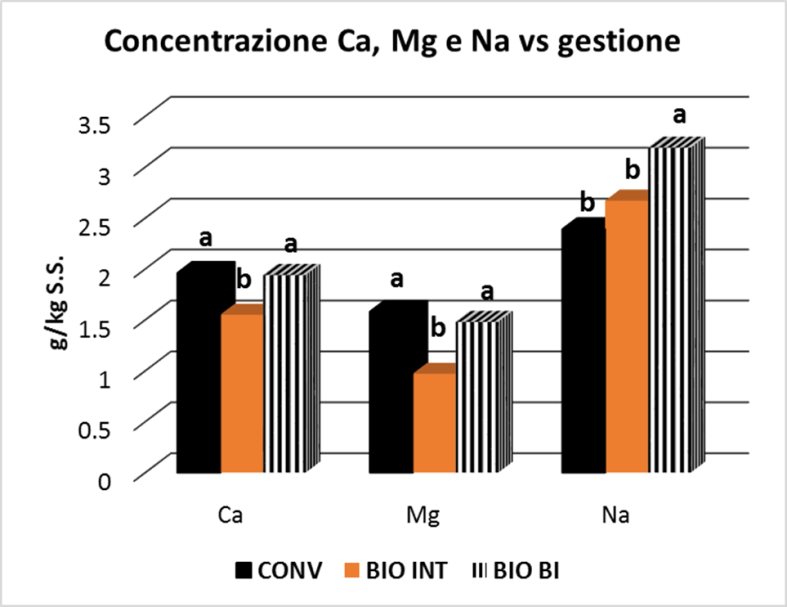 Concentrazione Ca, Mg e Na vs gestione
3.5
3
2.5
2
1.5
1
0.5
0
g/kg S.S.
a
b
a
a
b
a
b
b
a
Ca
Mg
Na
CONV
BIO INT
BIO BI